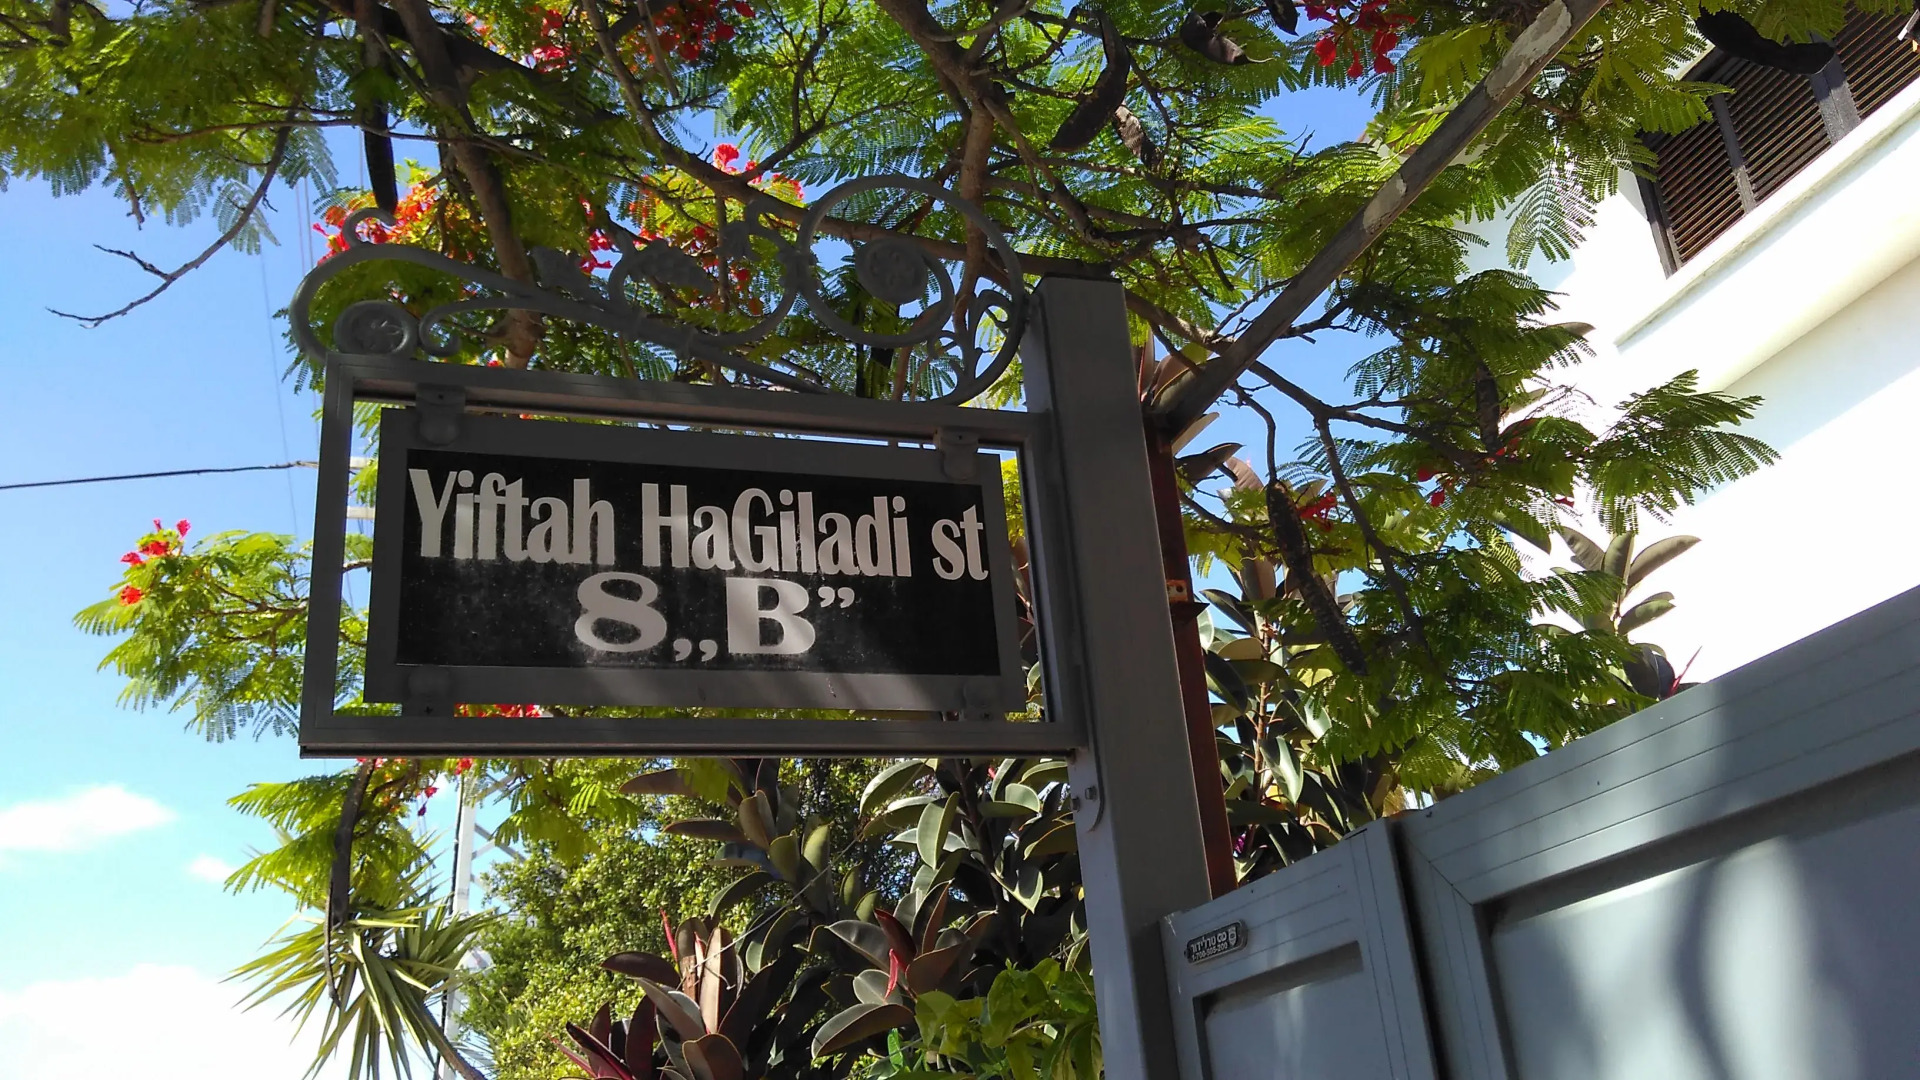 Yiftah HaGiladi st
8„B”